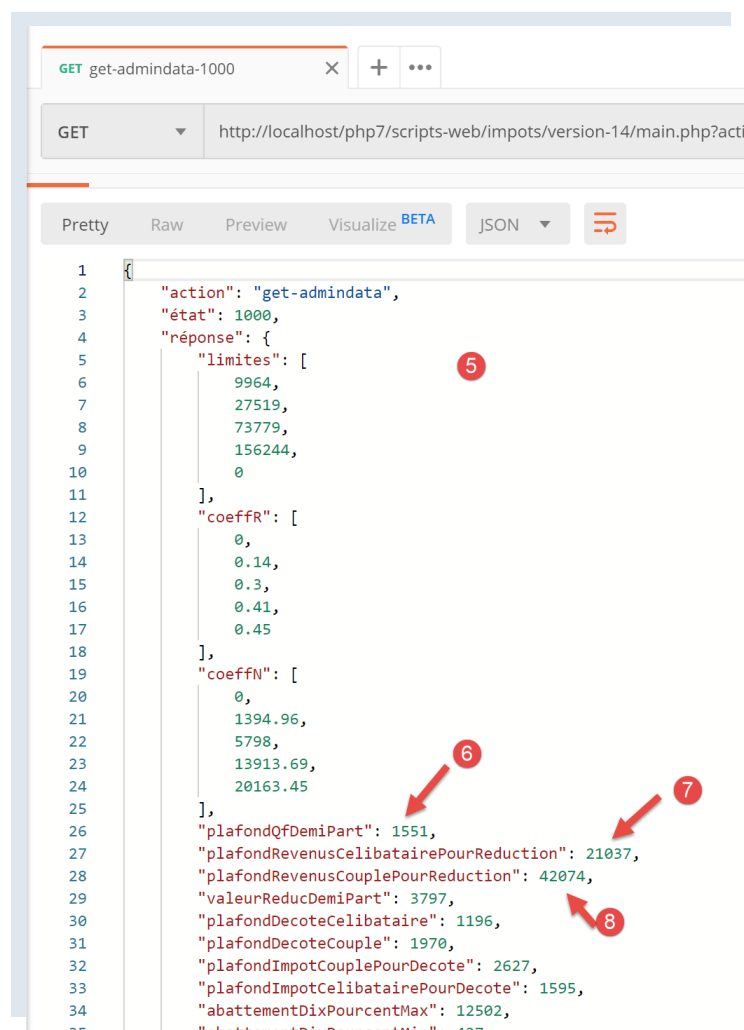 GET get-admindata-1000
GET http://localhost/php7/scripts-web/impots/version-14/main.php?acti
Pretty Raw Preview Visualize BETA JSON
1 {
2 "action": "get-admindata",
3 "état": 1000,
4 "réponse": {
5 "limites": [ 5
6 9964,
7 27519,
8 73779,
9 156244,
10 0
11 ],
12 "coeffR": [
13 0,
14 0.14,
15 0.3,
16 0.41,
17 0.45
18 ],
19 "coeffN": [
20 0,
21 1394.96,
22 5798,
23 13913.69,
24 20163.45
25 ],
6
7
26 "plafondQfDemiPart": 1551,
27 "plafondRevenusCelibatairePourReduction": 21037,
28 "plafondRevenusCouplePourReduction": 42074,
29 "valeurReducDemiPart": 3797,
30 "plafondDecoteCelibataire": 1196,
8
31 "plafondDecoteCouple": 1970,
32 "plafondImpotCouplePourDecote": 2627,
33 "plafondImpotCelibatairePourDecote": 1595,
34 "abattementDixPourcentMax": 12502,